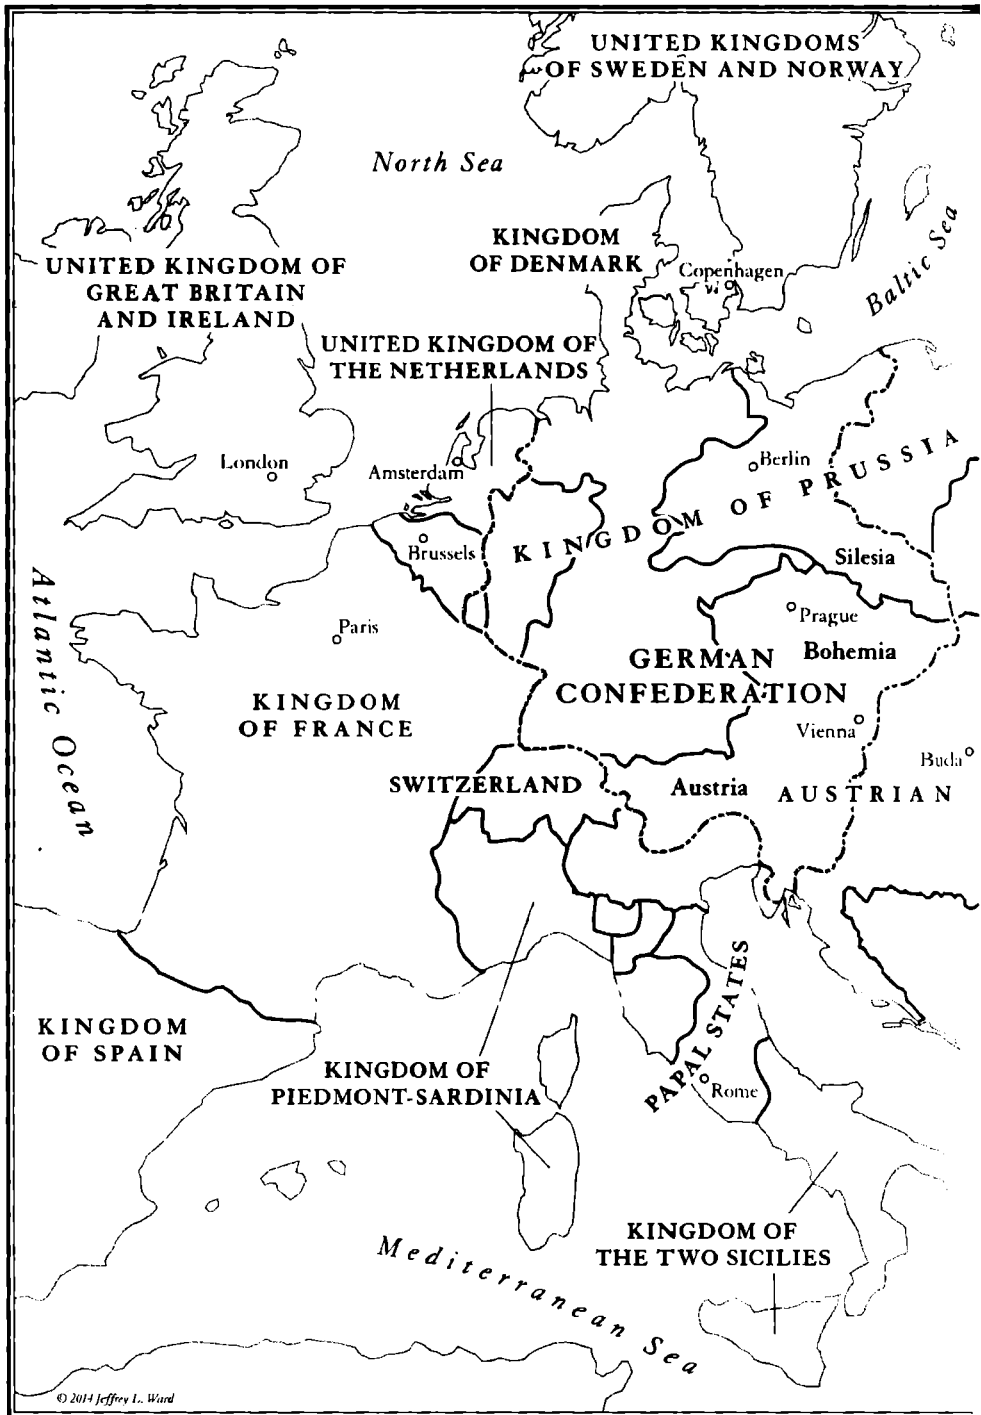 UNITED KINGDOMS
OF SWEDEN AND NORWAY
North Sea
KINGDOM
OF DENMARK
Copenhagen
Baltic Sea
UNITED KINGDOM OF
GREAT BRITAIN
AND IRELAND
UNITED KINGDOM OF
THE NETHERLANDS
London
Amsterdam
Berlin
KINGDOM OF PRUSSIA
Brussels
Silesia
Atlantic Ocean
Paris
Prague
Bohemia
GERMAN
CONFEDERATION
KINGDOM
OF FRANCE
Vienna
Buda
SWITZERLAND
Austria
AUSTRIAN
PAPAL STATES
KINGDOM
OF SPAIN
KINGDOM OF
PIEDMONT-SARDINIA
Rome
KINGDOM OF
THE TWO SICILIES
Mediterranean Sea
© 2014 Jeffrey L. Ward